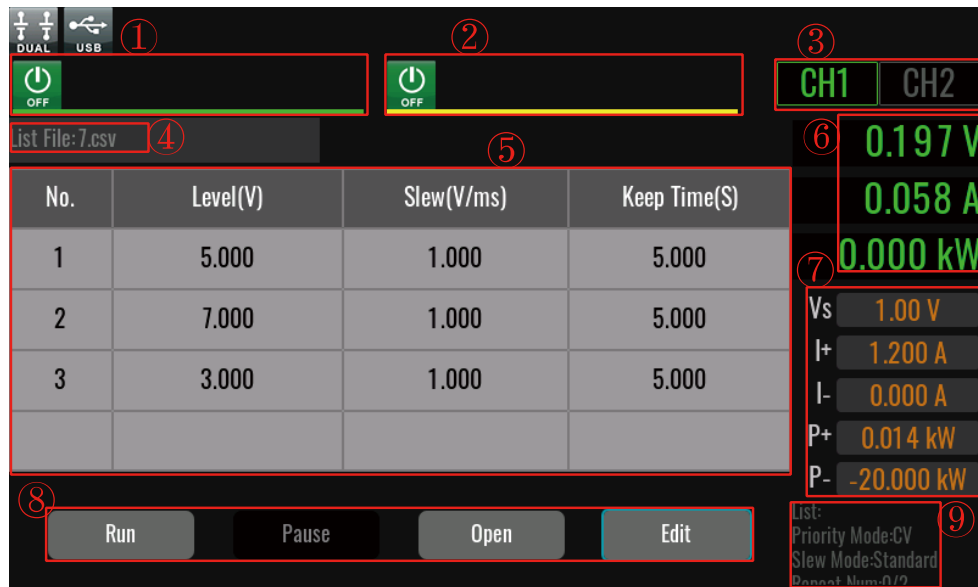 DUAL USB ① ② ③
OFF OFF CH1 CH2
List File:7.csv ④ ⑤ ⑥ 0.197 V
No. Level(V) Slew(V/ms) Keep Time(S) 0.058 A
1 5.000 1.000 5.000 0.000 kW
⑦
2 7.000 1.000 5.000 Vs 1.00 V
I+ 1.200 A
3 3.000 1.000 5.000 I- 0.000 A
P+ 0.014 kW
P- -20.000 kW
⑧ List: ⑨
Run Pause Open Edit Priority Mode:CV
Slew Mode:Standard
Repeat Num:0/2